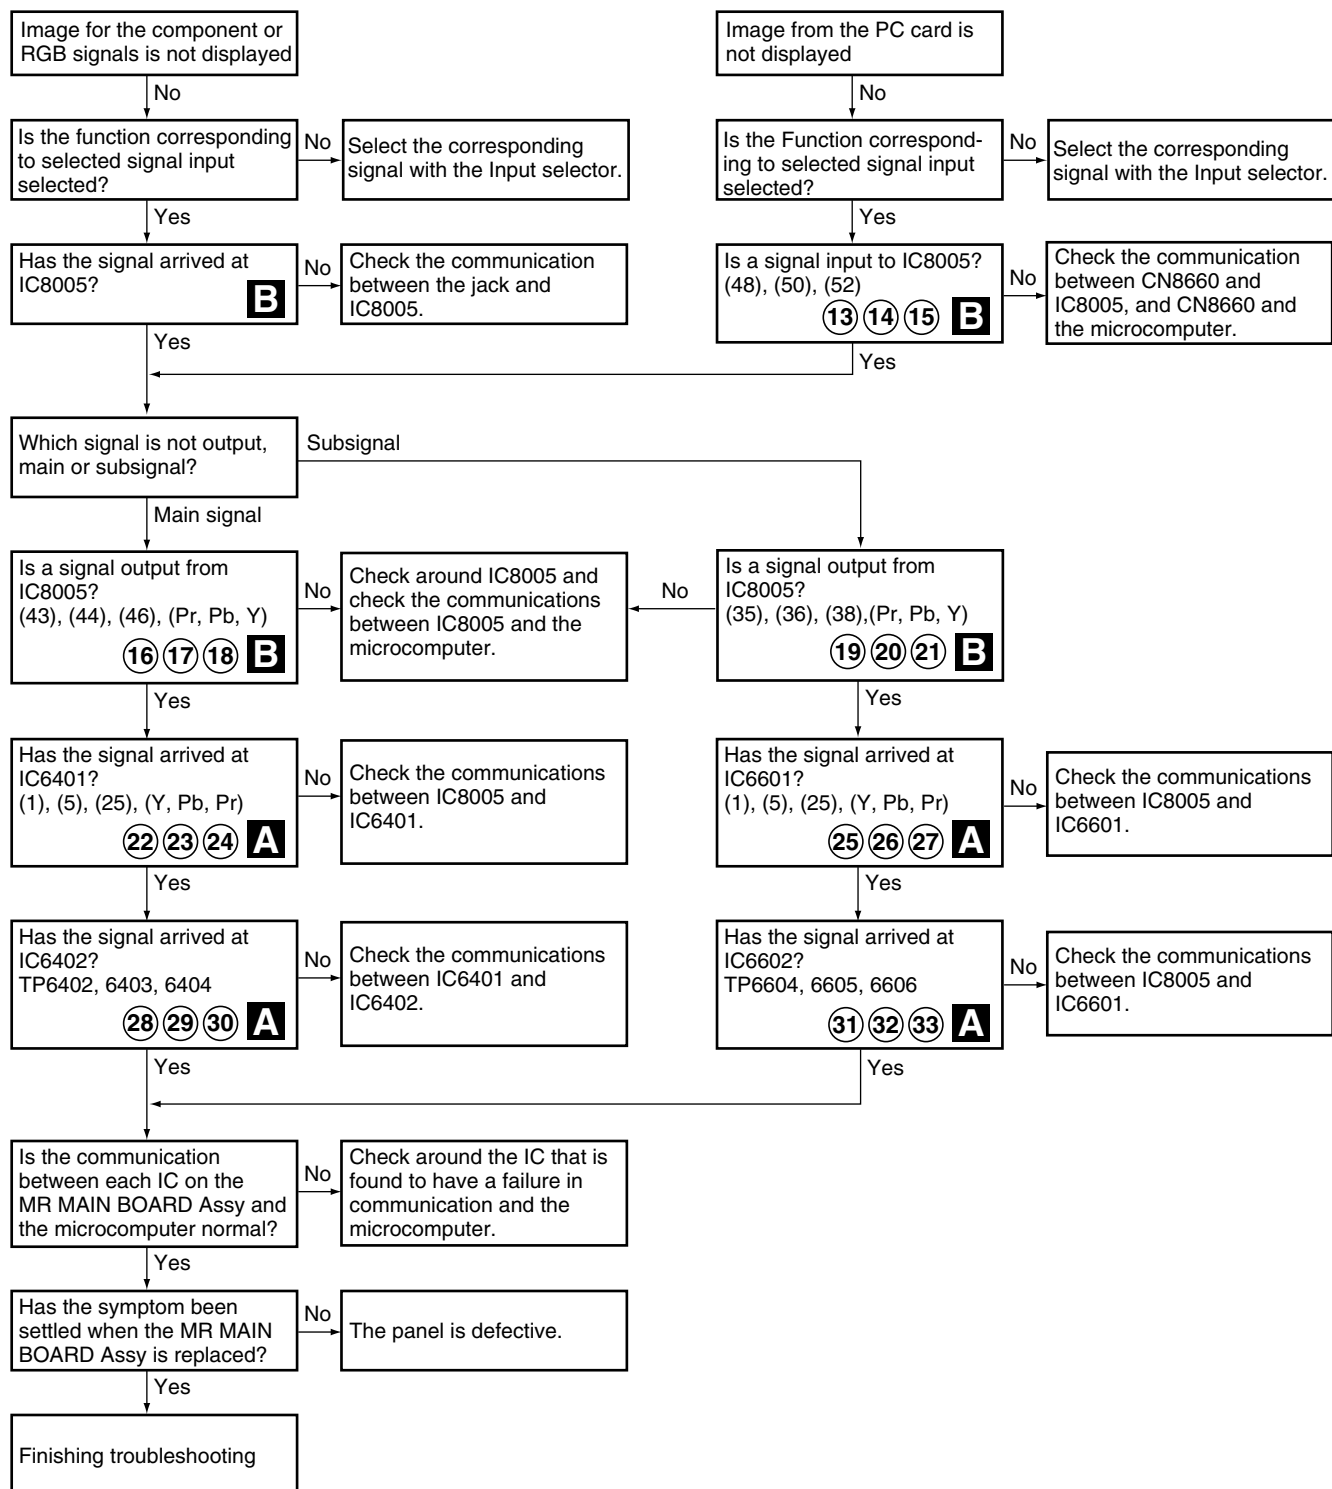 Image for the component or
RGB signals is not displayed
No
Is the function corresponding
to selected signal input
selected?
No
Select the corresponding
signal with the Input selector.
Yes
Has the signal arrived at
IC8005?
B
No
Check the communication
between the jack and
IC8005.
Yes
Image from the PC card is
not displayed
No
Is the Function correspond-
ing to selected signal input
selected?
No
Select the corresponding
signal with the Input selector.
Yes
Is a signal input to IC8005?
(48), (50), (52)
13 14 15 B
No
Check the communication
between CN8660 and
IC8005, and CN8660 and
the microcomputer.
Yes
Which signal is not output,
main or subsignal?
Subsignal
Main signal
Is a signal output from
IC8005?
(43), (44), (46), (Pr, Pb, Y)
16 17 18 B
No
Check around IC8005 and
check the communications
between IC8005 and the
microcomputer.
No
Is a signal output from
IC8005?
(35), (36), (38),(Pr, Pb, Y)
19 20 21 B
Yes
Yes
Has the signal arrived at
IC6401?
(1), (5), (25), (Y, Pb, Pr)
22 23 24 A
No
Check the communications
between IC8005 and
IC6401.
Has the signal arrived at
IC6601?
(1), (5), (25), (Y, Pb, Pr)
25 26 27 A
No
Check the communications
between IC8005 and
IC6601.
Yes
Yes
Has the signal arrived at
IC6402?
TP6402, 6403, 6404
28 29 30 A
No
Check the communications
between IC6401 and
IC6402.
Has the signal arrived at
IC6602?
TP6604, 6605, 6606
31 32 33 A
No
Check the communications
between IC8005 and
IC6601.
Yes
Yes
Is the communication
between each IC on the
MR MAIN BOARD Assy and
the microcomputer normal?
No
Check around the IC that is
found to have a failure in
communication and the
microcomputer.
Yes
Has the symptom been
settled when the MR MAIN
BOARD Assy is replaced?
No
The panel is defective.
Yes
Finishing troubleshooting